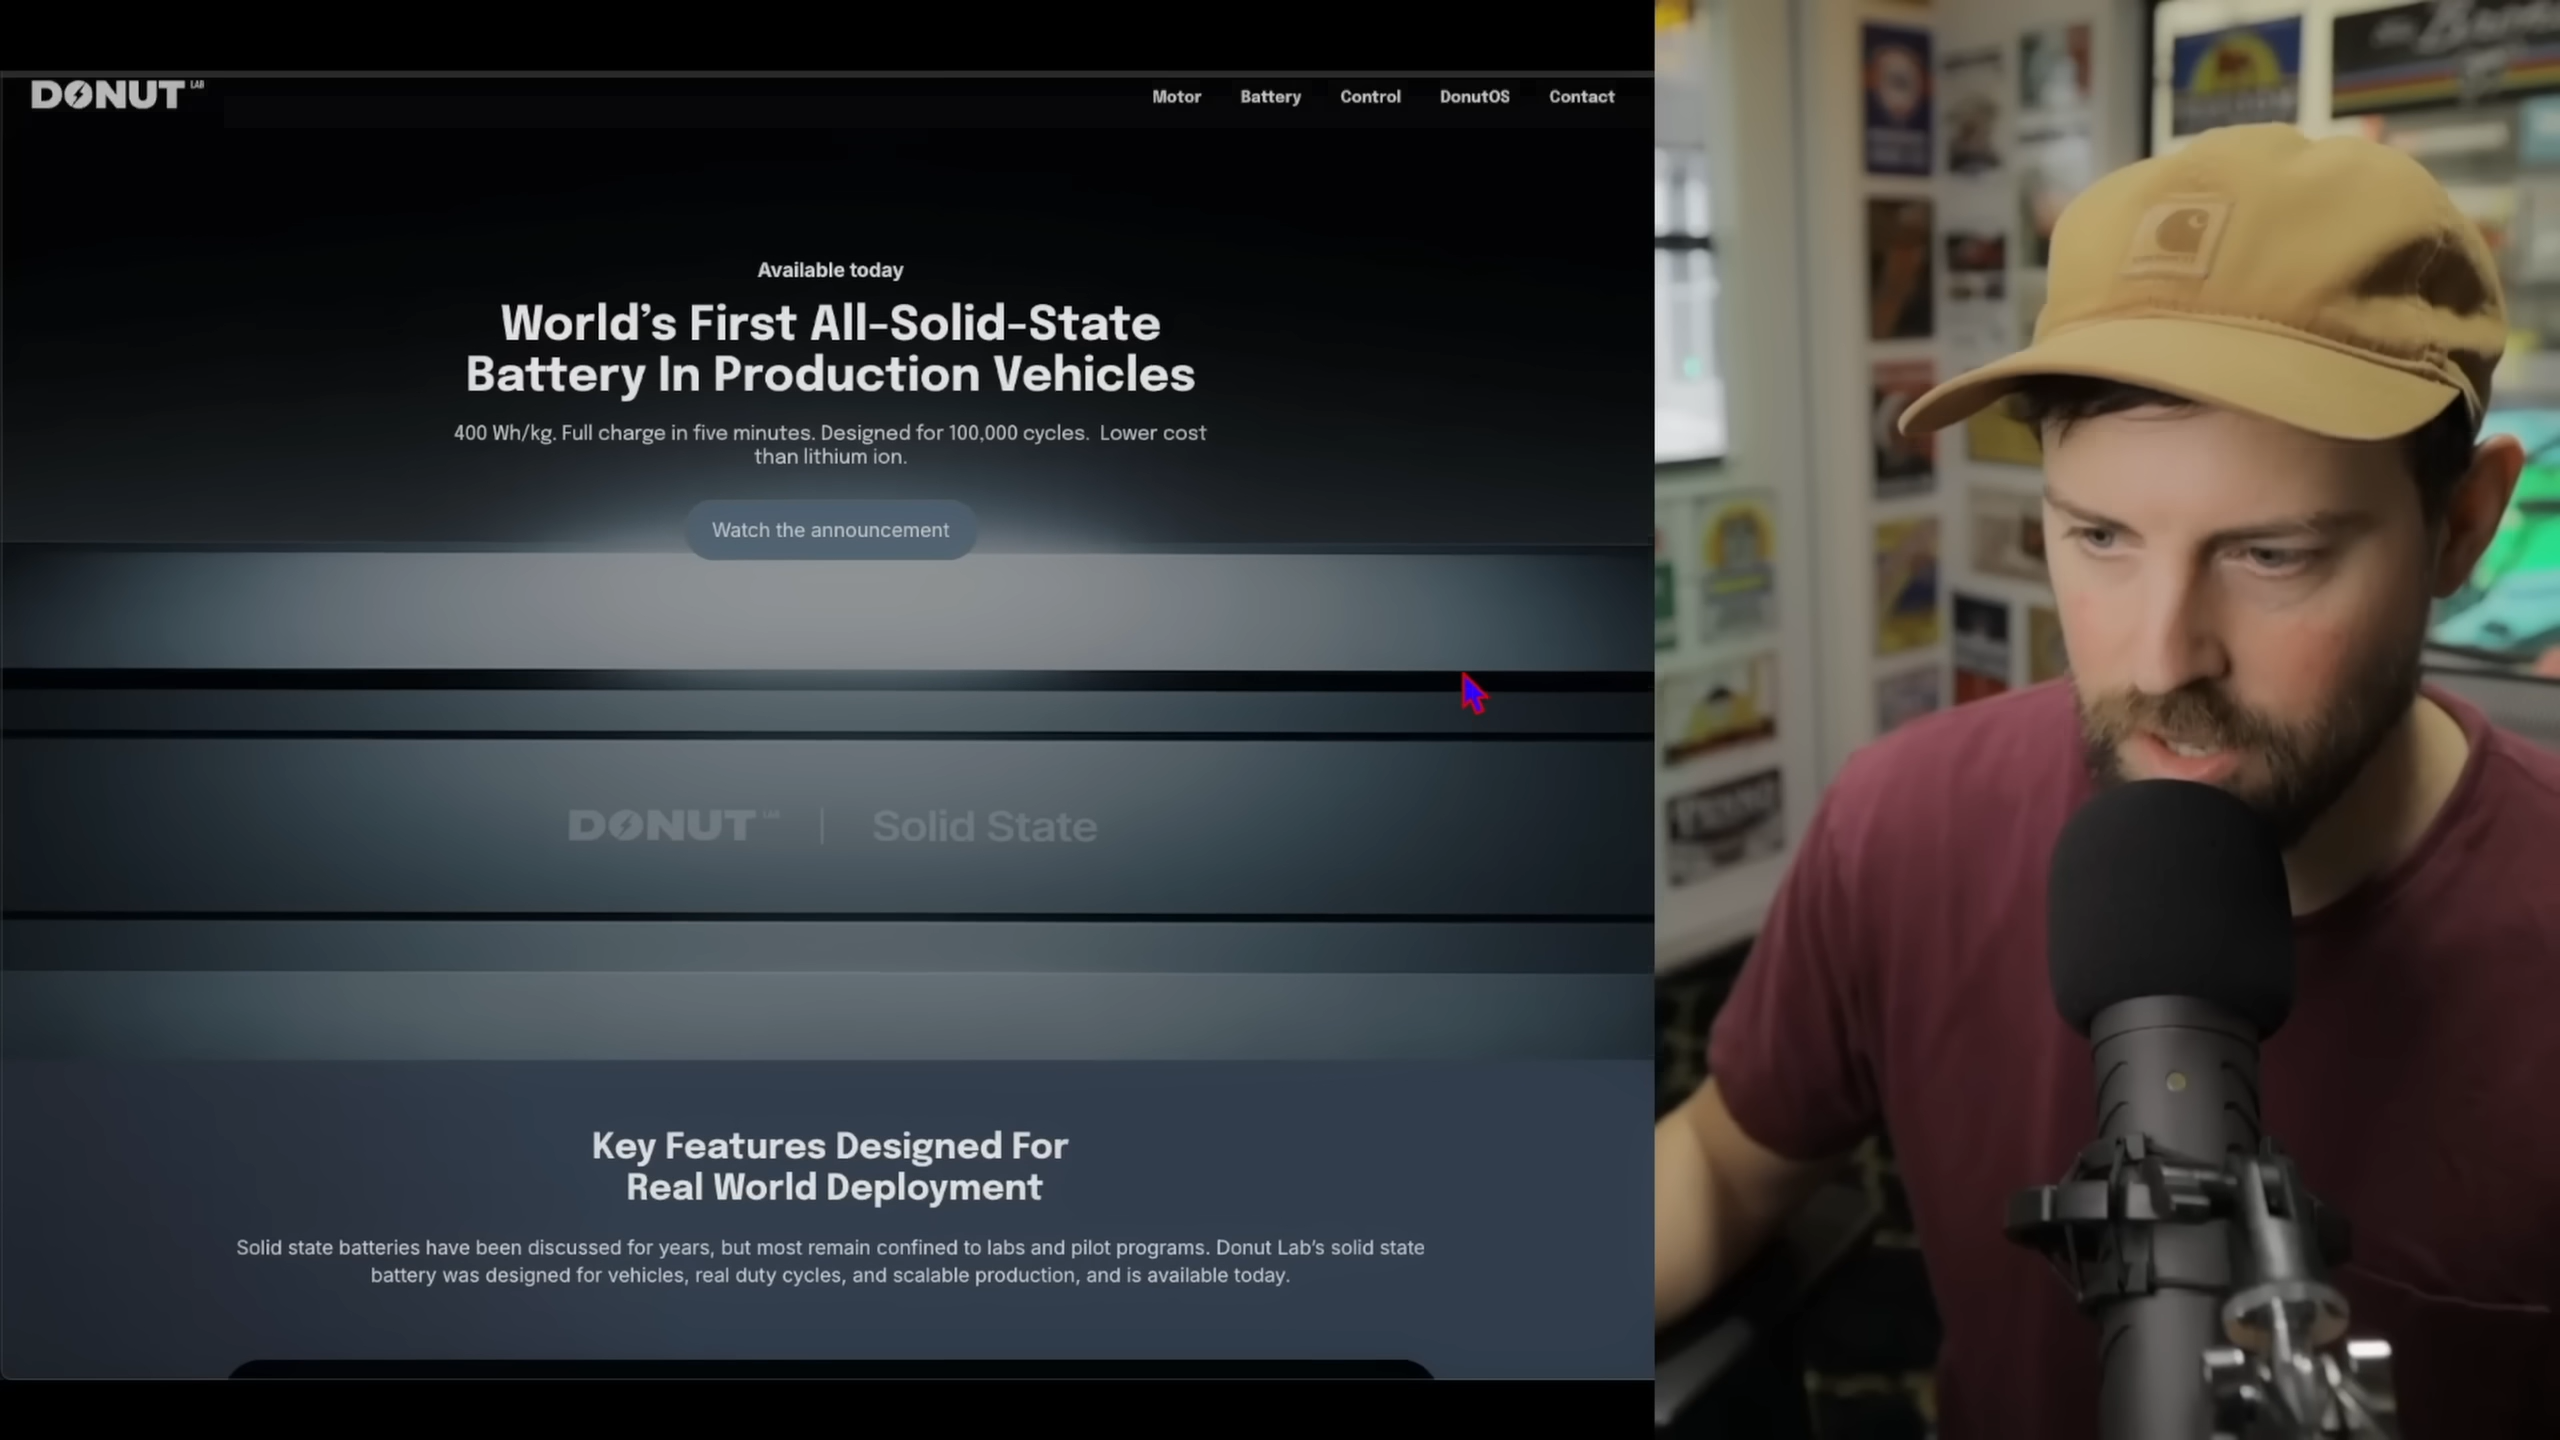 DONUT LAB
Motor Battery Control DonutOS Contact
Available today
World's First All-Solid-State
Battery In Production Vehicles
400 Wh/kg. Full charge in five minutes. Designed for 100,000 cycles. Lower cost
than lithium ion.
Watch the announcement
DONUT LAB | Solid State
Key Features Designed For
Real World Deployment
Solid state batteries have been discussed for years, but most remain confined to labs and pilot programs. Donut Lab's solid state
battery was designed for vehicles, real duty cycles, and scalable production, and is available today.